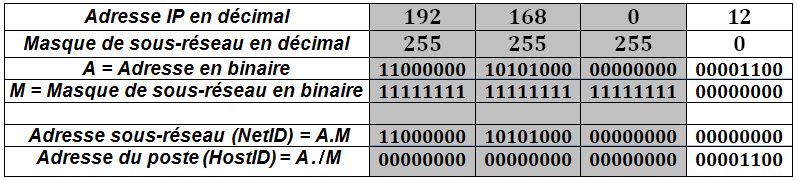 Adresse IP en décimal 192 168 0 12
Masque de sous-réseau en décimal 255 255 255 0
A = Adresse en binaire 11000000 10101000 00000000 00001100
M = Masque de sous-réseau en binaire 11111111 11111111 11111111 00000000
Adresse sous-réseau (NetID) = A.M 11000000 10101000 00000000 00000000
Adresse du poste (HostID) = A./M 00000000 00000000 00000000 00001100